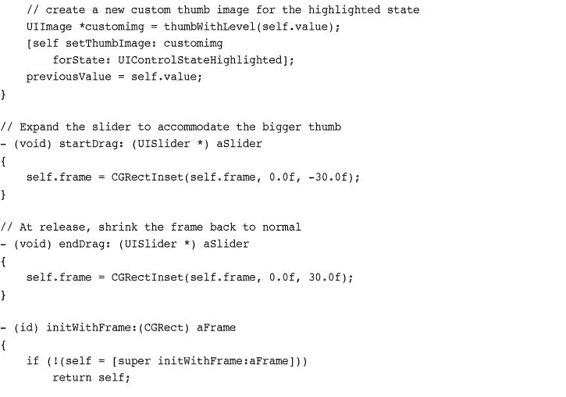 // create a new custom thumb image for the highlighted state
    UIImage *customimg = thumbWithLevel(self.value);
    [self setThumbImage: customimg
        forState: UIControlStateHighlighted];
    previousValue = self.value;
}

// Expand the slider to accommodate the bigger thumb
- (void) startDrag: (UISlider *) aSlider
{
    self.frame = CGRectInset(self.frame, 0.0f, -30.0f);
}

// At release, shrink the frame back to normal
- (void) endDrag: (UISlider *) aSlider
{
    self.frame = CGRectInset(self.frame, 0.0f, 30.0f);
}

- (id) initWithFrame:(CGRect) aFrame
{
    if (!(self = [super initWithFrame:aFrame]))
        return self;